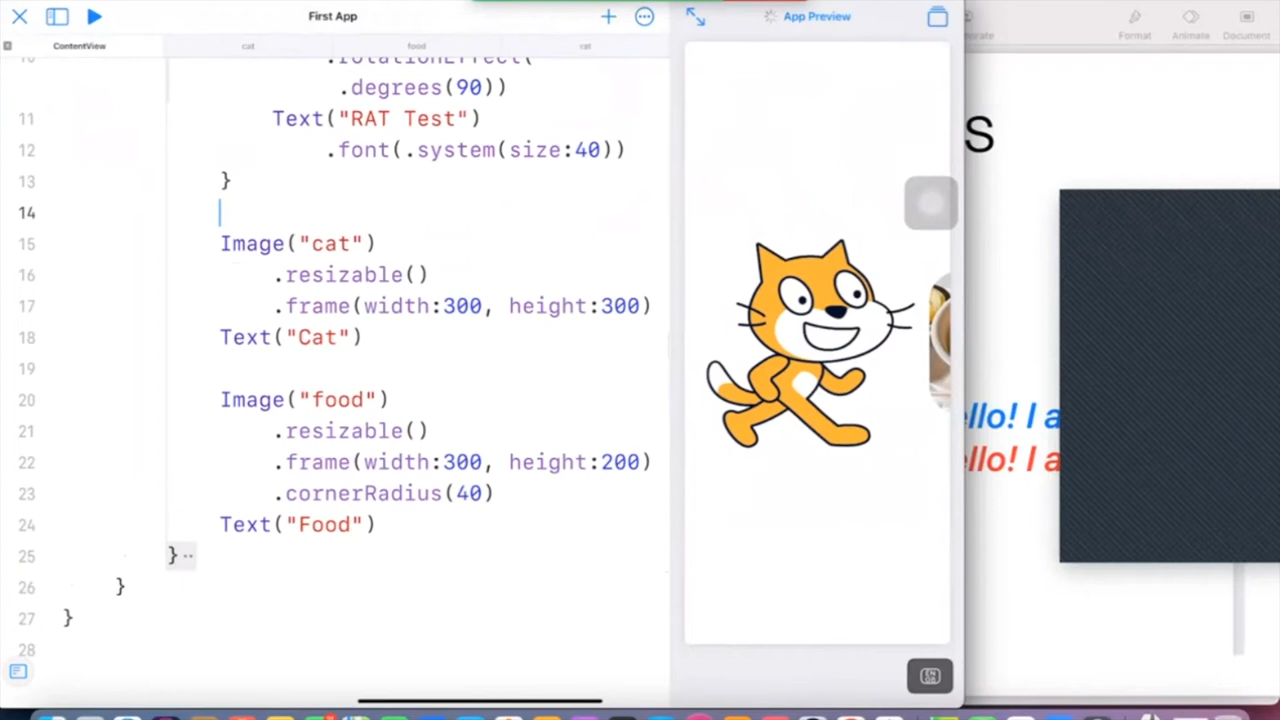 First App
App Preview
Format
Animate
Document
ContentView
cat
food
cat
.rotationEffect(
.degrees(90))
11 Text("RAT Test")
12 .font(.system(size:40))
13 }
14
15 Image("cat")
16 .resizable()
17 .frame(width:300, height:300)
18 Text("Cat")
19
20 Image("food")
21 .resizable()
22 .frame(width:300, height:200)
23 .cornerRadius(40)
24 Text("Food")
25 }
26 }
27 }
28
S
llo! I a
llo! I a